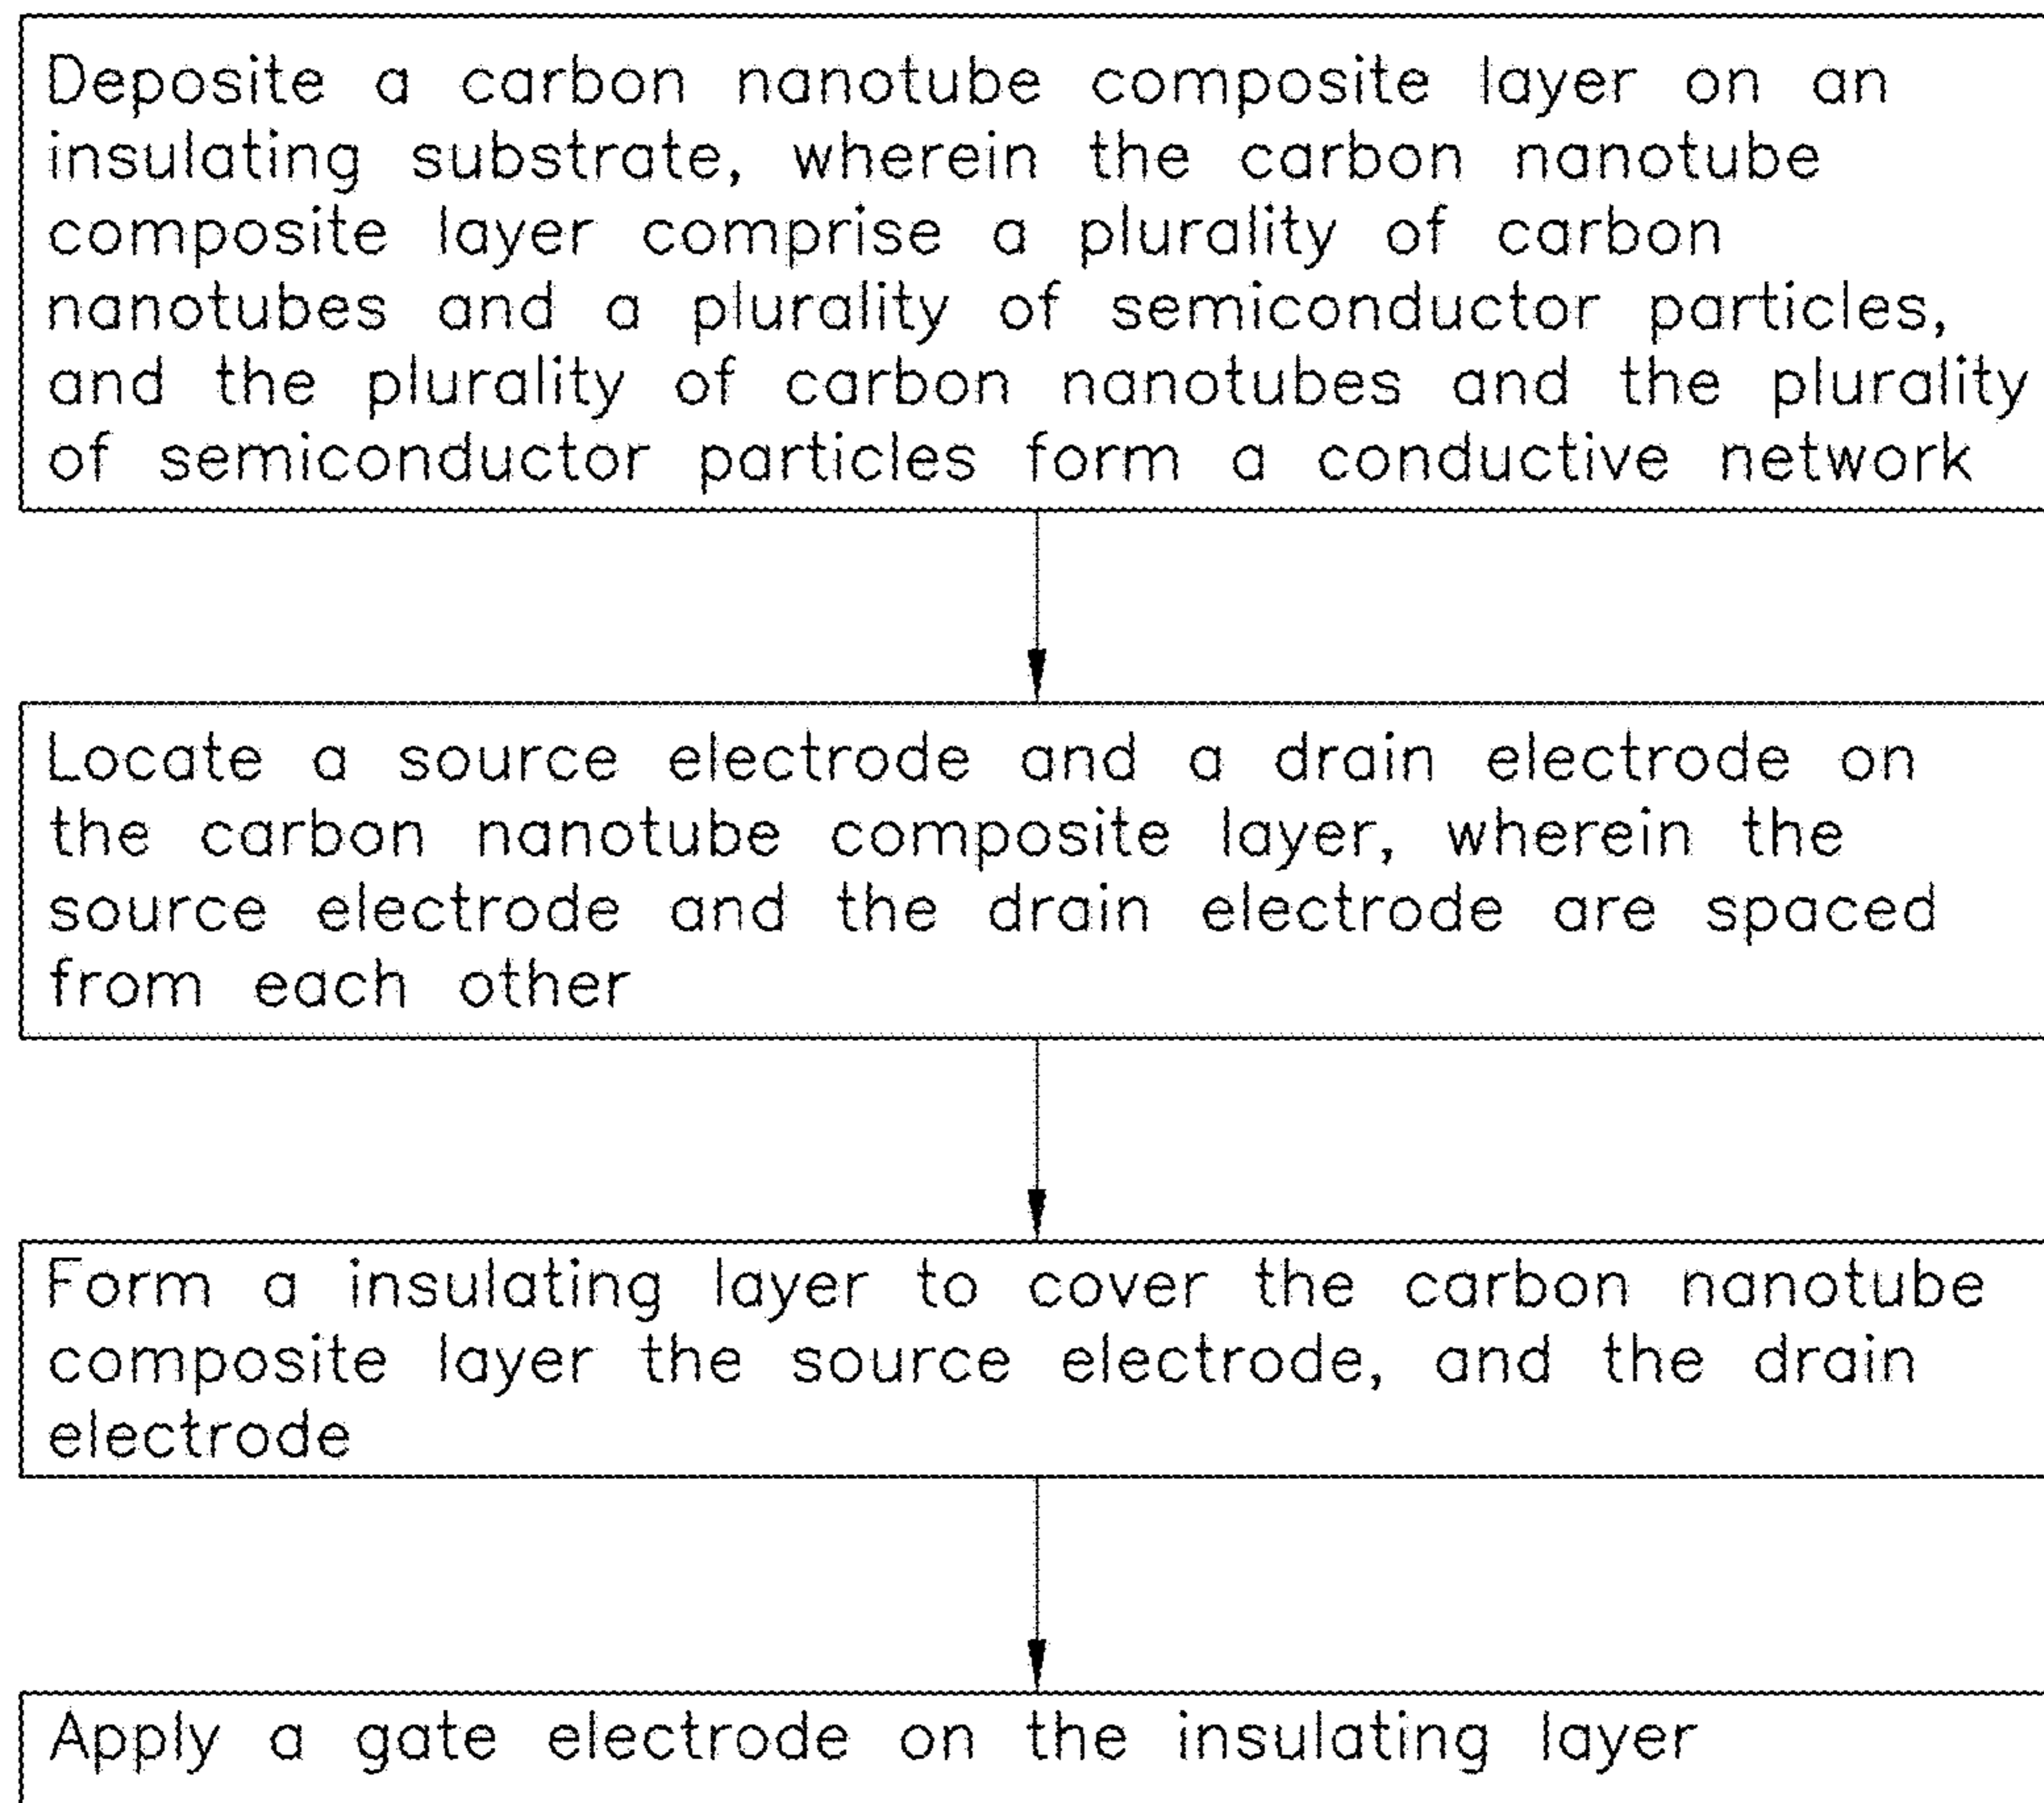 Deposite a carbon nanotube composite layer on an
insulating substrate, wherein the carbon nanotube
composite layer comprise a plurality of carbon
nanotubes and a plurality of semiconductor particles,
and the plurality of carbon nanotubes and the plurality
of semiconductor particles form a conductive network
Locate a source electrode and a drain electrode on
the carbon nanotube composite layer, wherein the
source electrode and the drain electrode are spaced
from each other
Form a insulating layer to cover the carbon nanotube
composite layer the source electrode, and the drain
electrode
Apply a gate electrode on the insulating layer